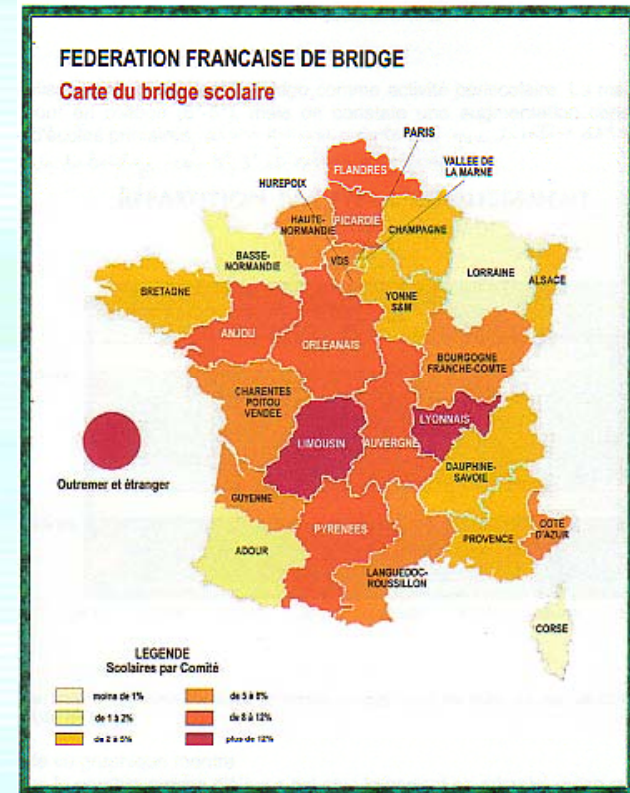 FEDERATION FRANCAISE DE BRIDGE
Carte du bridge scolaire
PARIS
FLANDRES
VALLEE DE
LA MARNE
HUREPOIX
HAUTE-
NORMANDIE
PICARDIE
CHAMPAGNE
BASSE-
NORMANDIE
VDS
LORRAINE
ALSACE
BRETAGNE
YONNE
S&M
ANJOU
ORLEANAIS
BOURGOGNE
FRANCHE-COMTE
CHARENTES
POITOU
VENDEE
LYONNAIS
LIMOUSIN
AUVERGNE
DAUPHINE-
SAVOIE
Outremer et étranger
GUYENNE
PYRENEES
COTE
D'AZUR
PROVENCE
ADOUR
LANGUEDOC-
ROUSSILLON
CORSE
LEGENDE
Scolaires par Comité
moins de 1%
de 5 à 8%
de 1 à 2%
de 8 à 12%
de 2 à 5%
plus de 12%